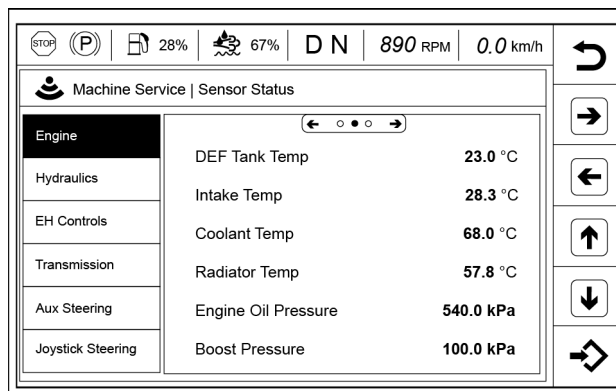 STOP (P) 28% 67% D N 890 RPM 0.0 km/h
Machine Service | Sensor Status
Engine
Hydraulics
EH Controls
Transmission
Aux Steering
Joystick Steering
DEF Tank Temp 23.0 °C
Intake Temp 28.3 °C
Coolant Temp 68.0 °C
Radiator Temp 57.8 °C
Engine Oil Pressure 540.0 kPa
Boost Pressure 100.0 kPa